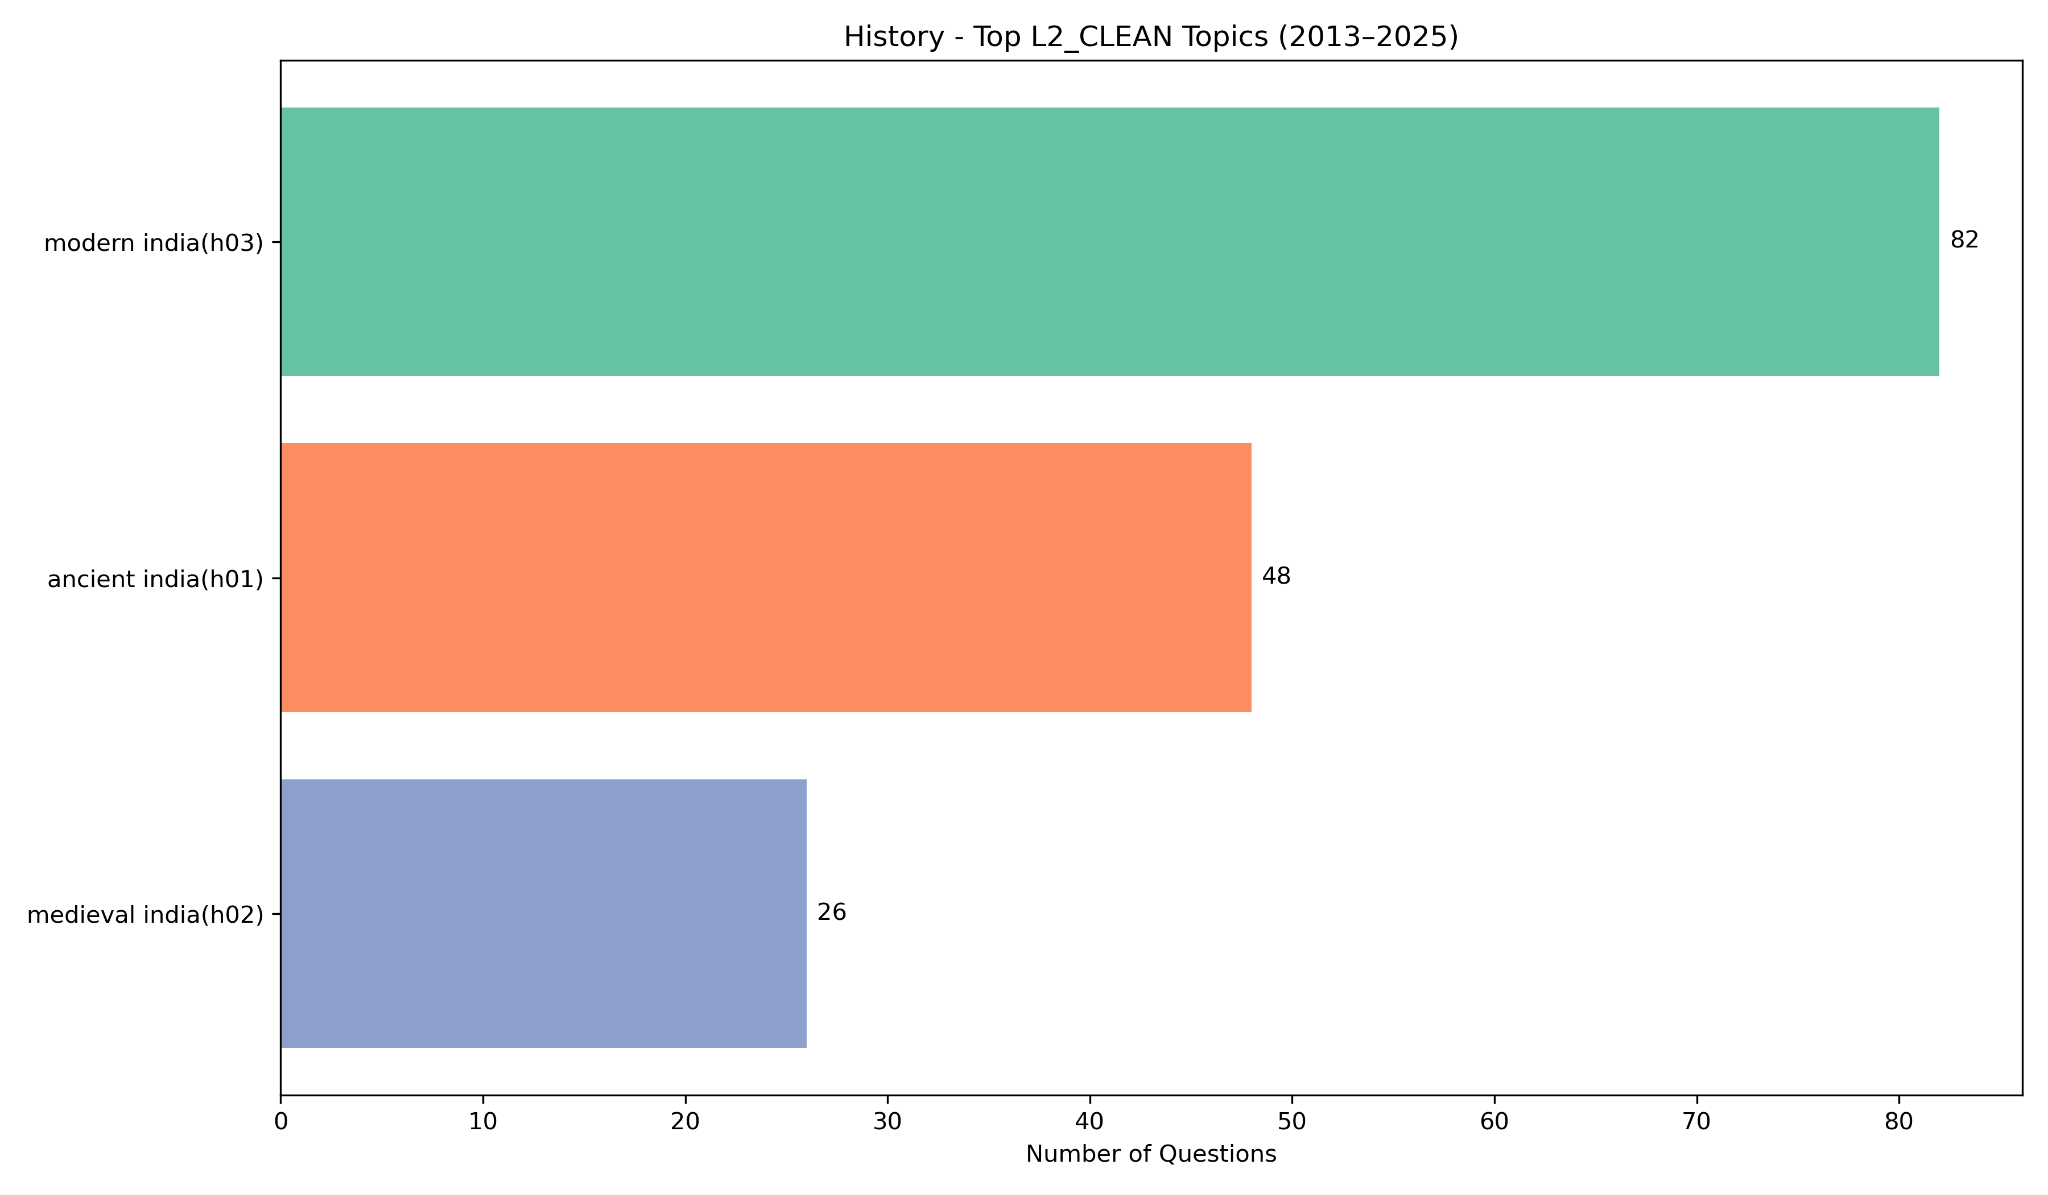 History - Top L2_CLEAN Topics (2013–2025)
modern india(h03)
82
ancient india(h01)
48
medieval india(h02)
26
0 10 20 30 40 50 60 70 80
Number of Questions